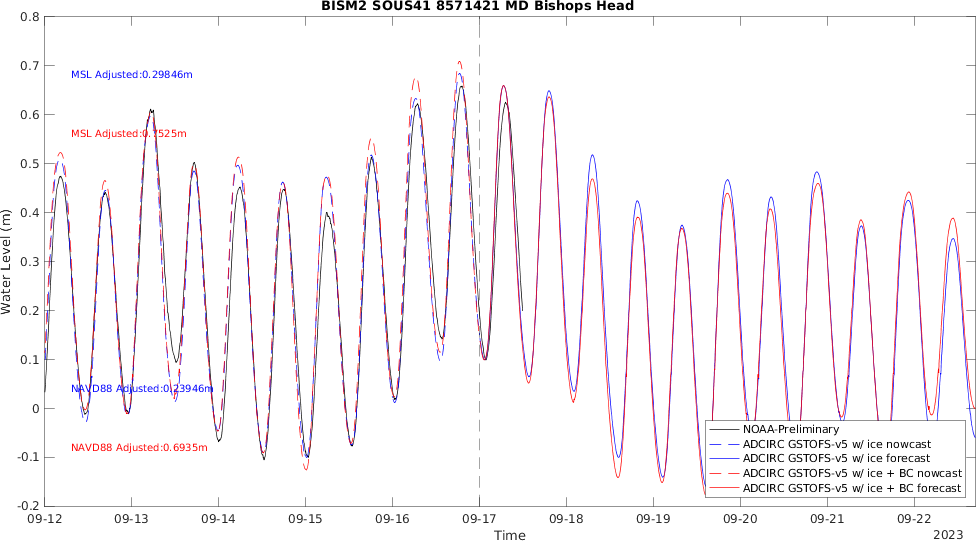 BISM2 SOUS41 8571421 MD Bishops Head
0.8
0.7
0.6
0.5
0.4
0.3
0.2
0.1
0
-0.1
-0.2
Water Level (m)
MSL Adjusted:0.29846m
MSL
NAVD88 Adjusted:0.23946m
NAVD88 Adjusted:0.6935m
NOAA-Preliminary
ADCIRC GSTOFS-v5 w/ ice nowcast
ADCIRC GSTOFS-v5 w/ ice forecast
ADCIRC GSTOFS-v5 w/ ice + BC nowcast
ADCIRC GSTOFS-v5 w/ ice + BC forecast
09-12 09-13 09-14 09-15 09-16 09-17 09-18 09-19 09-20 09-21 09-22
Time
2023